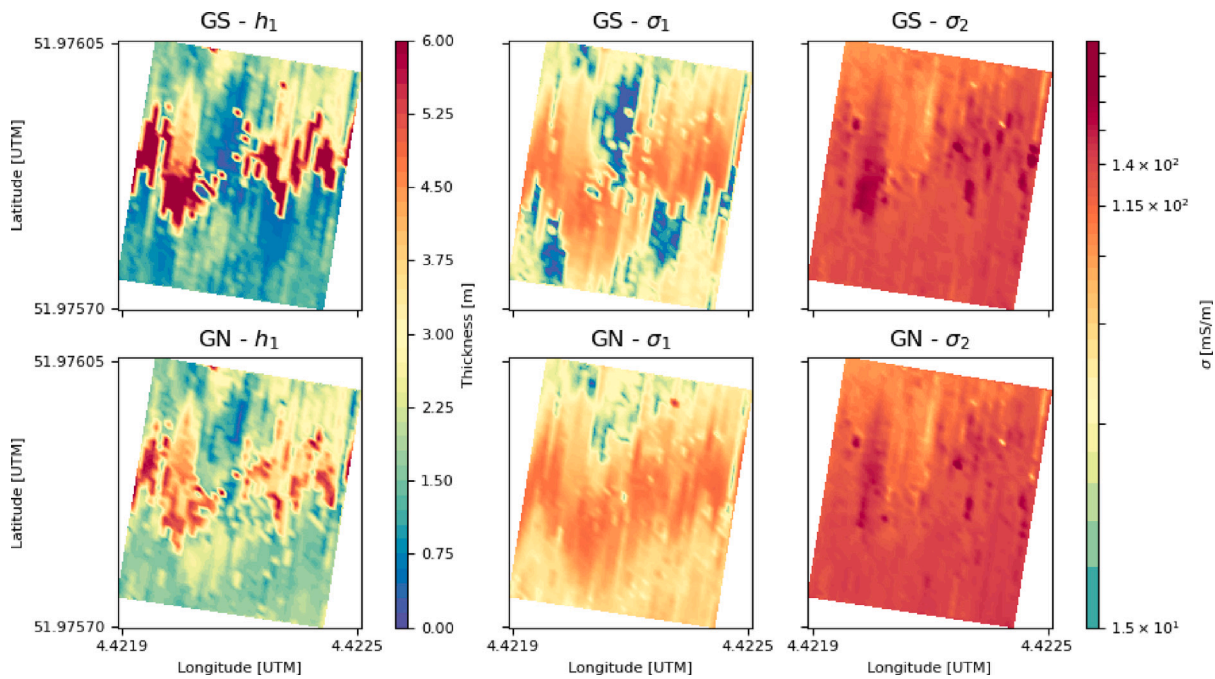 GS - h₁
GS - σ₁
GS - σ₂
51.97605
Latitude [UTM]
51.97570
6.00
5.25
4.50
3.75
3.00
2.25
1.50
0.75
0.00
Thickness [m]
1.4 × 10²
1.15 × 10²
1.5 × 10¹
σ [mS/m]
GN - h₁
GN - σ₁
GN - σ₂
51.97605
Latitude [UTM]
51.97570
4.4219
4.4225
4.4219
4.4225
4.4219
4.4225
Longitude [UTM]
Longitude [UTM]
Longitude [UTM]